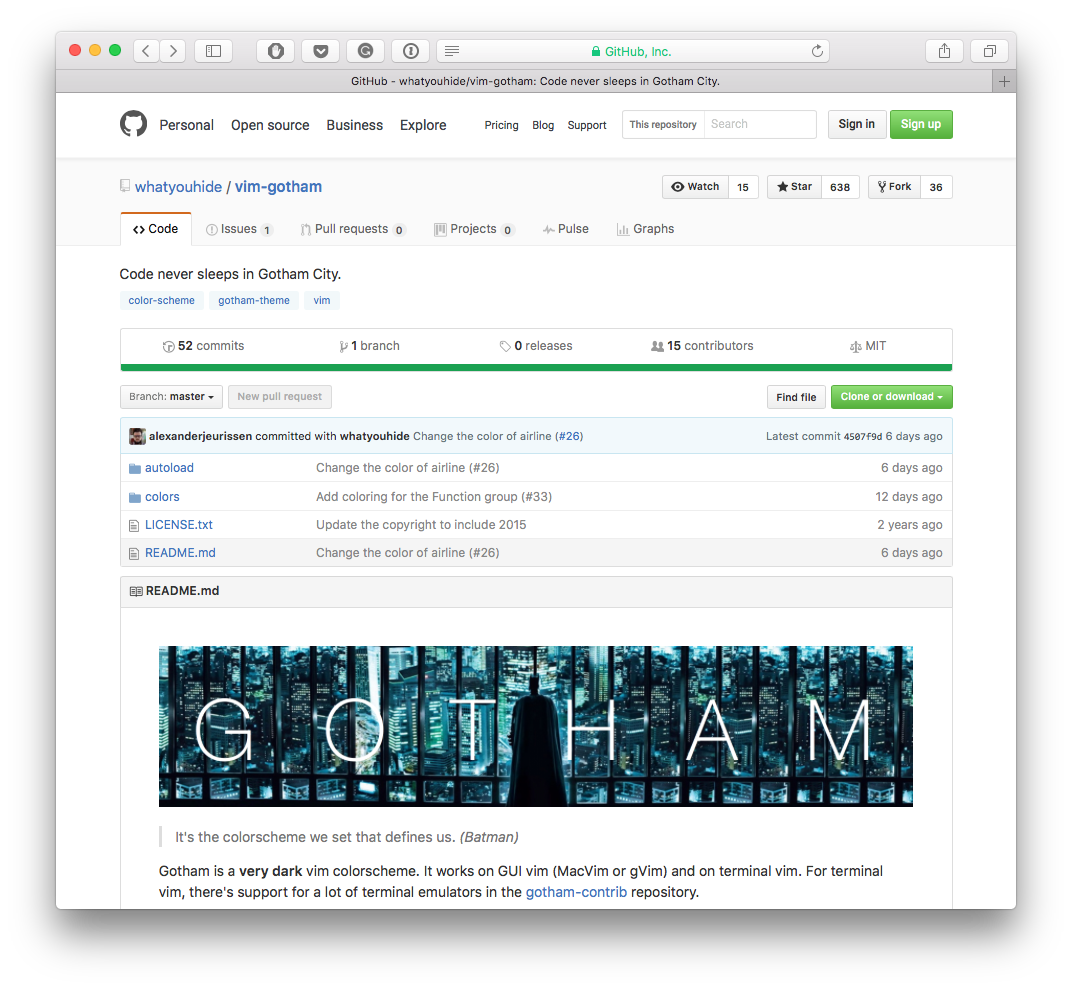 GitHub, Inc.
GitHub - whatyouhide/vim-gotham: Code never sleeps in Gotham City.
Personal Open source Business Explore Pricing Blog Support This repository Search Sign in Sign up
whatyouhide / vim-gotham Watch 15 Star 638 Fork 36
Code Issues 1 Pull requests 0 Projects 0 Pulse Graphs
Code never sleeps in Gotham City.
color-scheme gotham-theme vim
52 commits 1 branch 0 releases 15 contributors MIT
Branch: master New pull request Find file Clone or download
alexanderjeurissen committed with whatyouhide Change the color of airline (#26) Latest commit 4507f9d 6 days ago
autoload Change the color of airline (#26) 6 days ago
colors Add coloring for the Function group (#33) 12 days ago
LICENSE.txt Update the copyright to include 2015 2 years ago
README.md Change the color of airline (#26) 6 days ago
README.md
GOTHAM
It's the colorscheme we set that defines us. (Batman)
Gotham is a very dark vim colorscheme. It works on GUI vim (MacVim or gVim) and on terminal vim. For terminal
vim, there's support for a lot of terminal emulators in the gotham-contrib repository.